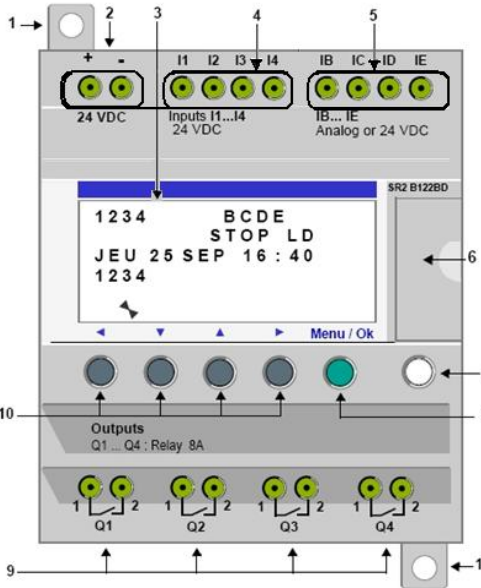 1
2
3
4
5
+ -
I1 I2 I3 I4
IB IC ID IE
24 VDC
Inputs I1...I4
24 VDC
IB... IE
Analog or 24 VDC
SR2 B122BD
1234 BCDE
STOP LD
JEU 25 SEP 16 : 40
1234
6
Menu / Ok
10
Outputs
Q1 ... Q4 : Relay 8A
1 2 1 2 1 2 1 2
Q1 Q2 Q3 Q4
9
1